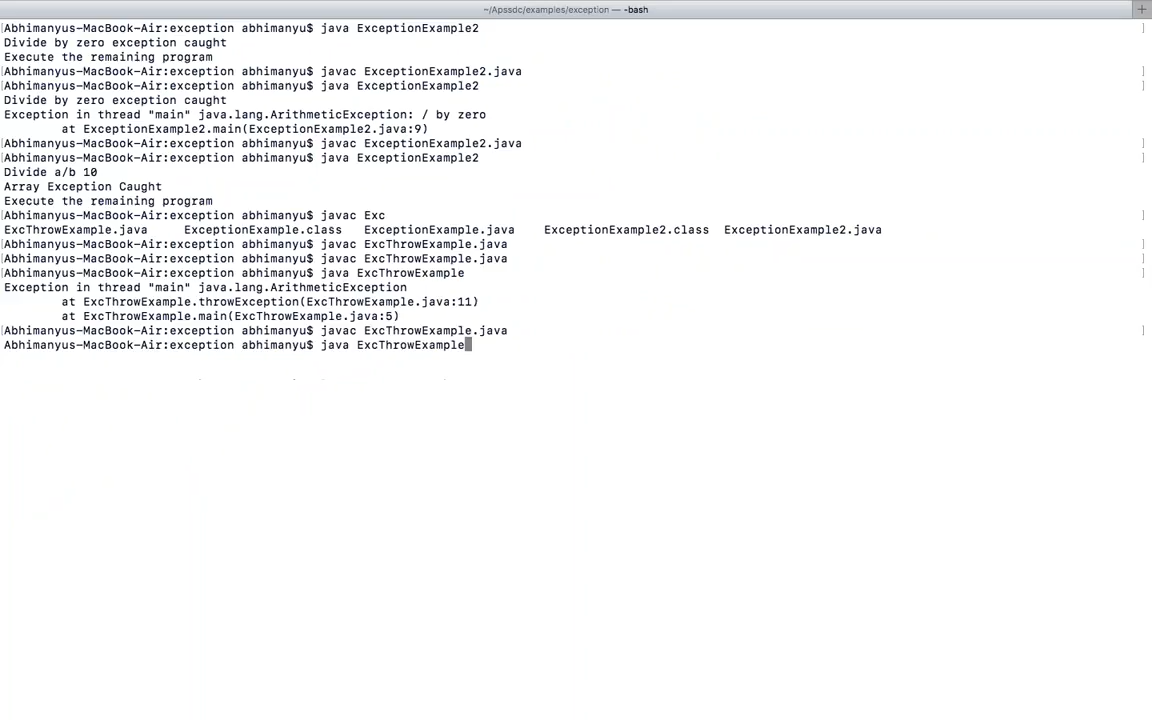 ~/Apssdc/examples/exception — -bash
+
[Abhimanyus-MacBook-Air:exception abhimanyu$ java ExceptionExample2 ]
Divide by zero exception caught
Execute the remaining program
[Abhimanyus-MacBook-Air:exception abhimanyu$ javac ExceptionExample2.java ]
[Abhimanyus-MacBook-Air:exception abhimanyu$ java ExceptionExample2 ]
Divide by zero exception caught
Exception in thread "main" java.lang.ArithmeticException: / by zero
        at ExceptionExample2.main(ExceptionExample2.java:9)
[Abhimanyus-MacBook-Air:exception abhimanyu$ javac ExceptionExample2.java ]
[Abhimanyus-MacBook-Air:exception abhimanyu$ java ExceptionExample2 ]
Divide a/b 10
Array Exception Caught
Execute the remaining program
[Abhimanyus-MacBook-Air:exception abhimanyu$ javac Exc ]
ExcThrowExample.java     ExceptionExample.class   ExceptionExample.java    ExceptionExample2.class  ExceptionExample2.java
[Abhimanyus-MacBook-Air:exception abhimanyu$ javac ExcThrowExample.java ]
[Abhimanyus-MacBook-Air:exception abhimanyu$ javac ExcThrowExample.java ]
[Abhimanyus-MacBook-Air:exception abhimanyu$ java ExcThrowExample ]
Exception in thread "main" java.lang.ArithmeticException
        at ExcThrowExample.throwException(ExcThrowExample.java:11)
        at ExcThrowExample.main(ExcThrowExample.java:5)
[Abhimanyus-MacBook-Air:exception abhimanyu$ javac ExcThrowExample.java ]
Abhimanyus-MacBook-Air:exception abhimanyu$ java ExcThrowExample